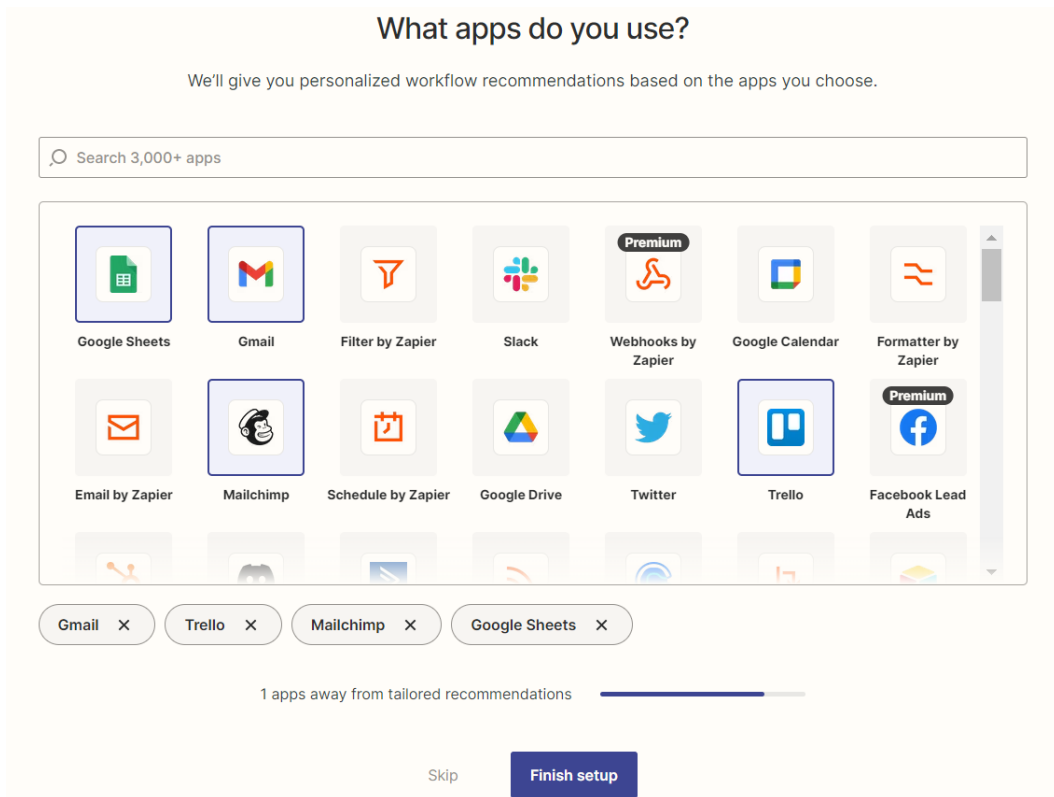 What apps do you use?
We'll give you personalized workflow recommendations based on the apps you choose.
Search 3,000+ apps
Premium
Google Sheets
Gmail
Filter by Zapier
Slack
Webhooks by
Zapier
Google Calendar
Formatter by
Zapier
Premium
Email by Zapier
Mailchimp
Schedule by Zapier
Google Drive
Twitter
Trello
Facebook Lead
Ads
Gmail
Trello
Mailchimp
Google Sheets
1 apps away from tailored recommendations
Skip
Finish setup